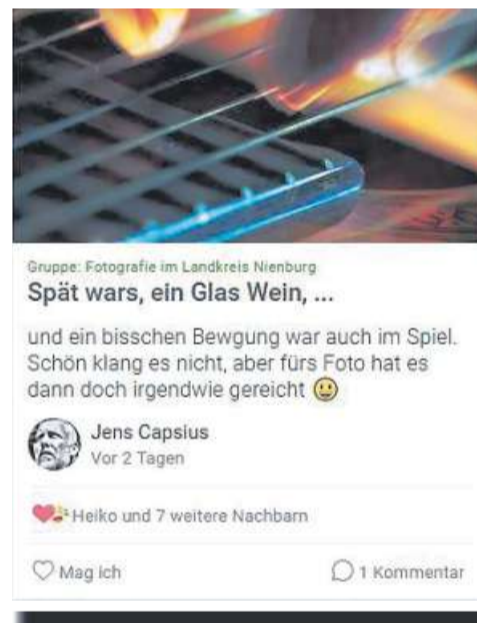 Gruppe: Fotografie im Landkreis Nienburg
Spät wars, ein Glas Wein, ...
und ein bisschen Bewgung war auch im Spiel.
Schön klang es nicht, aber fürs Foto hat es
dann doch irgendwie gereicht 😃
Jens Capsius
Vor 2 Tagen
Heiko und 7 weitere Nachbarn
Mag ich
1 Kommentar